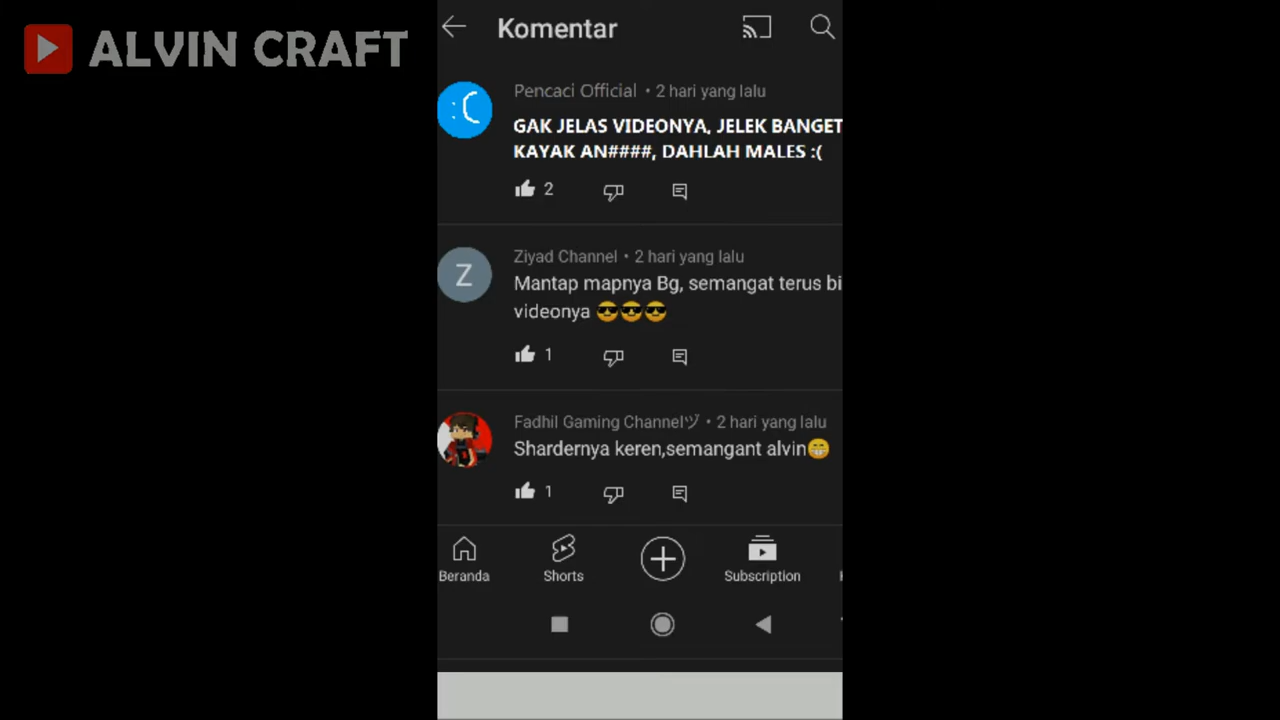 ALVIN CRAFT
Komentar
Pencaci Official • 2 hari yang lalu
GAK JELAS VIDEONYA, JELEK BANGET
KAYAK AN####, DAHLAH MALES :(
2
Z
Ziyad Channel • 2 hari yang lalu
Mantap mapnya Bg, semangat terus bi
videonya 😎😎😎
1
Fadhil Gaming Channelヅ • 2 hari yang lalu
Shardernya keren,semangant alvin😁
1
Beranda Shorts Subscription